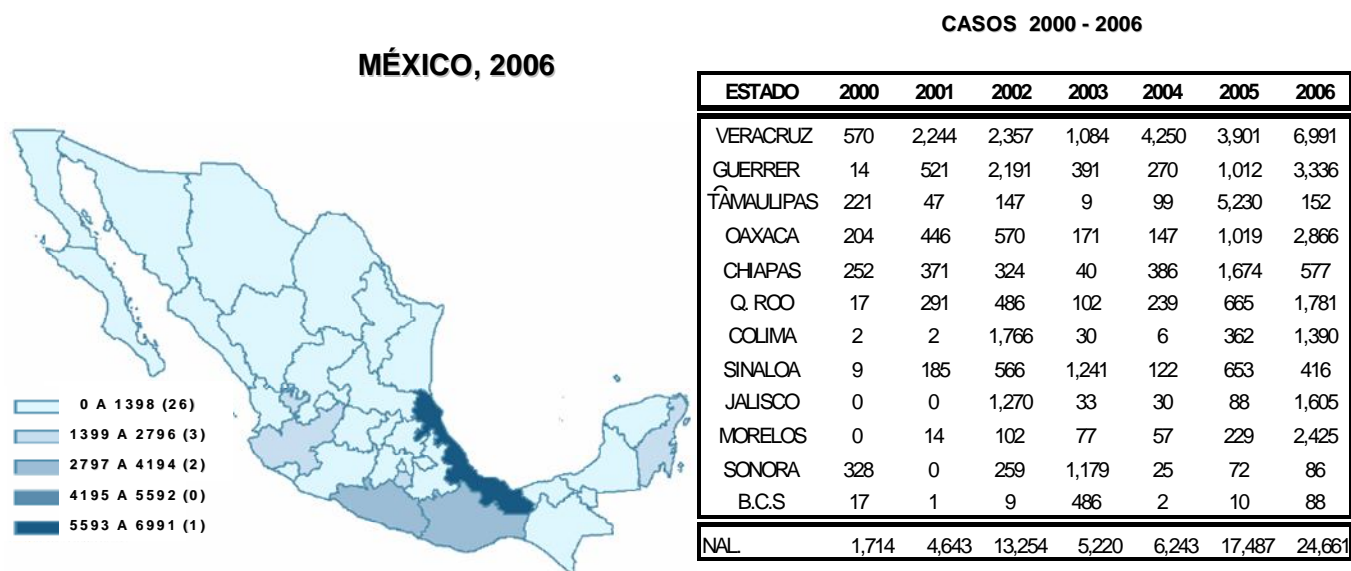 CASOS 2000 - 2006
MÉXICO, 2006
ESTADO 2000 2001 2002 2003 2004 2005 2006
VERACRUZ 570 2,244 2,357 1,084 4,250 3,901 6,991
GUERRERO 14 521 2,191 391 270 1,012 3,336
TAMAULIPAS 221 47 147 9 99 5,230 152
OAXACA 204 446 570 171 147 1,019 2,866
CHIAPAS 252 371 324 40 386 1,674 577
Q. ROO 17 291 486 102 239 665 1,781
COLIMA 2 2 1,766 30 6 362 1,390
SINALOA 9 185 566 1,241 122 653 416
JALISCO 0 0 1,270 33 30 88 1,605
MORELOS 0 14 102 77 57 229 2,425
SONORA 328 0 259 1,179 25 72 86
B.C.S 17 1 9 486 2 10 88
NAL. 1,714 4,643 13,254 5,220 6,243 17,487 24,661
0 A 1398 (26)
1399 A 2796 (3)
2797 A 4194 (2)
4195 A 5592 (0)
5593 A 6991 (1)